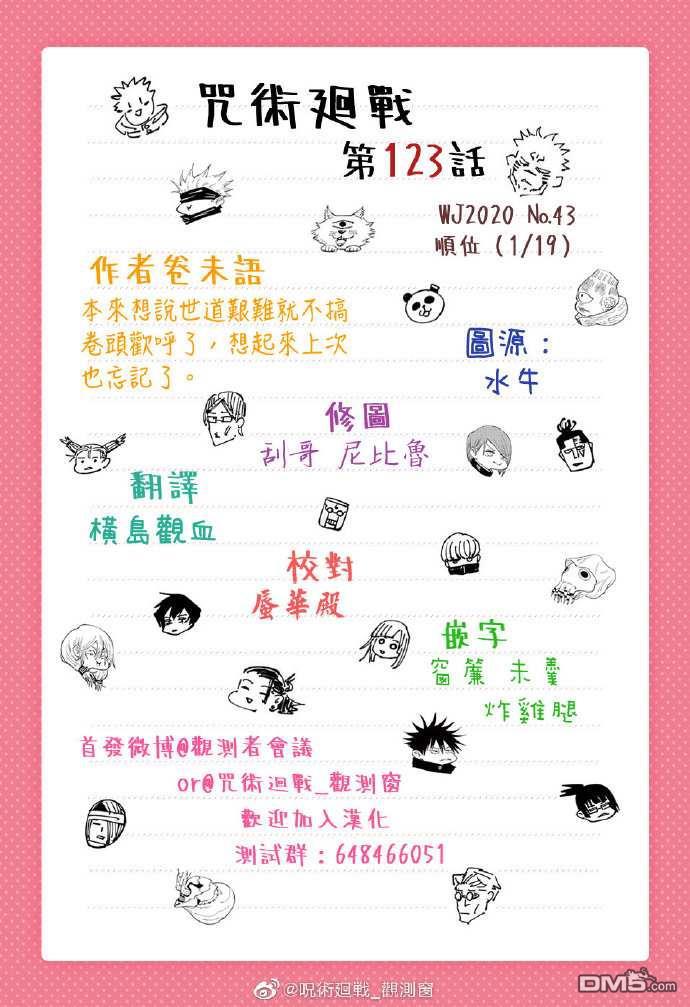 咒術廻戰
第123話
WJ2020 No.43
順位 (1/19)
作者卷末語
本來想說世道艱難就不搞
卷頭歡呼了，想起來上次
也忘記了。
圖源：
水牛
修圖
刮哥 尼比魯
翻譯
橫島觀血
校對
蜃華殿
嵌字
窗簾 未羹
炸雞腿
首發微博@觀測者會議
or@咒術廻戰_觀測窗
歡迎加入漢化
測試群：648466051
@呪術廻戰_觀測窗
DM5.com